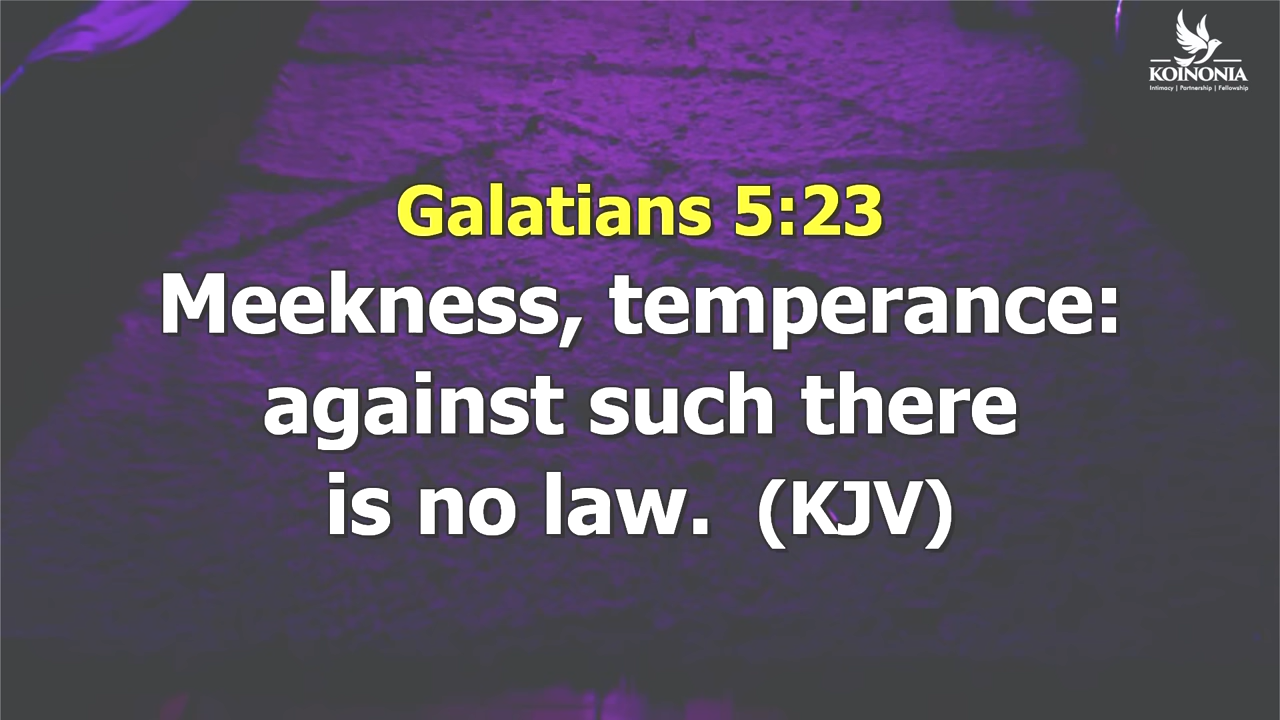 KOINONIA
Intimacy | Partnership | Fellowship
Galatians 5:23
Meekness, temperance:
against such there
is no law.  (KJV)